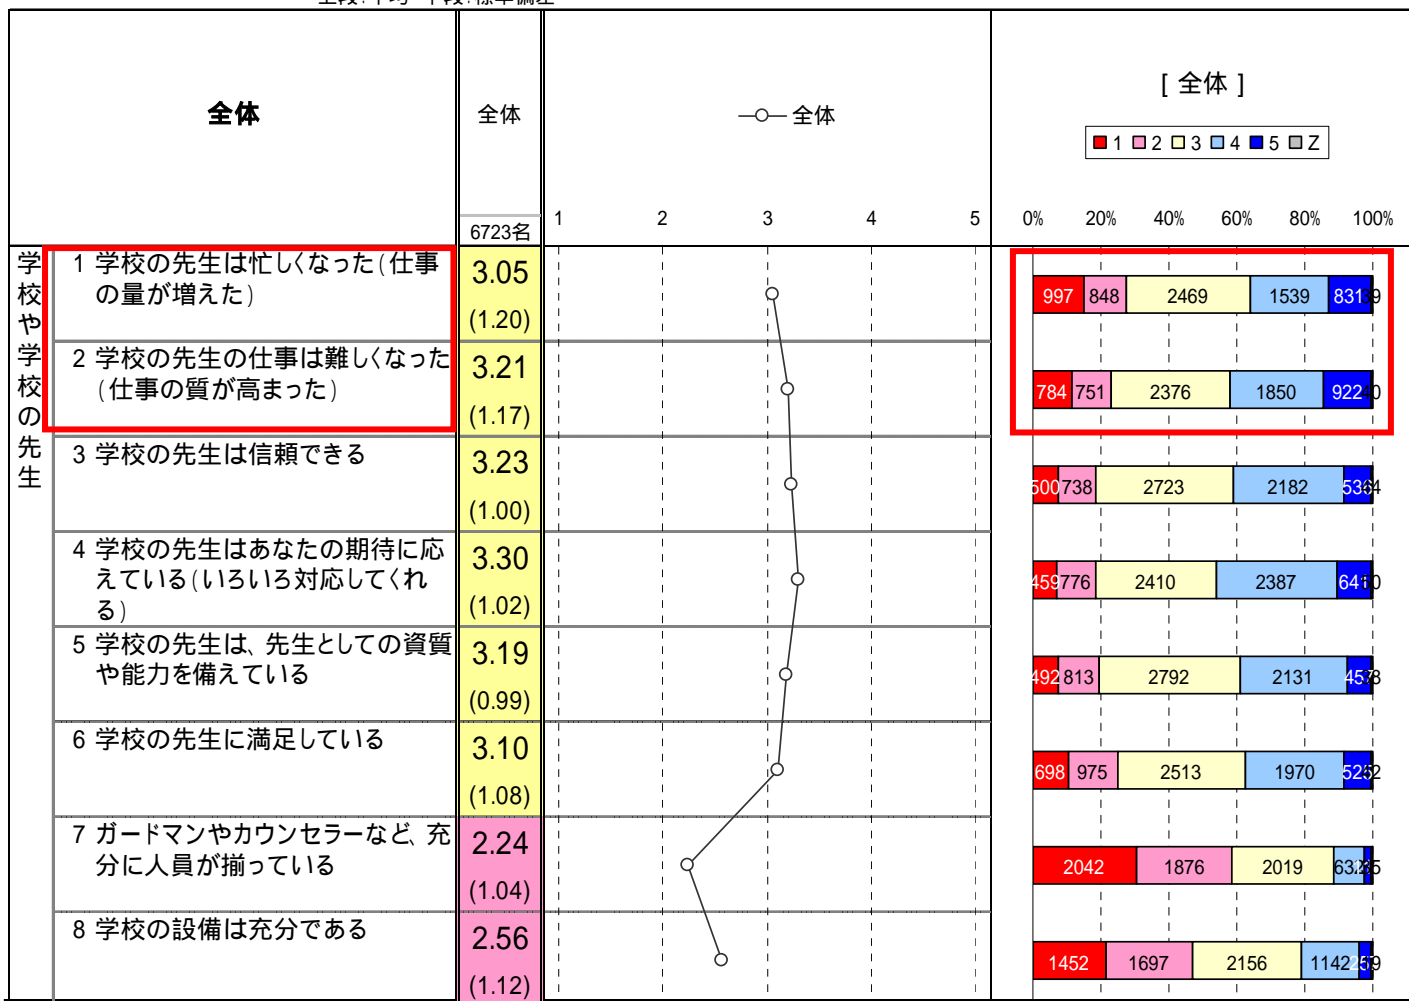 全体
全体
全体
[ 全体 ]
1 2 3 4 5 Z
6723名
1 2 3 4 5
0% 20% 40% 60% 80% 100%
学校や学校の先生
1 学校の先生は忙しくなった(仕事
の量が増えた)
3.05
(1.20)
997 848 2469 1539 831
2 学校の先生の仕事は難しくなった
(仕事の質が高まった)
3.21
(1.17)
784 751 2376 1850 922
3 学校の先生は信頼できる
3.23
(1.00)
500 738 2723 2182
4 学校の先生はあなたの期待に応
えている(いろいろ対応してくれ
る)
3.30
(1.02)
459 776 2410 2387
5 学校の先生は、先生としての資質
や能力を備えている
3.19
(0.99)
492 813 2792 2131
6 学校の先生に満足している
3.10
(1.08)
698 975 2513 1970
7 ガードマンやカウンセラーなど、充
分に人員が揃っている
2.24
(1.04)
2042 1876 2019
8 学校の設備は充分である
2.56
(1.12)
1452 1697 2156 1142